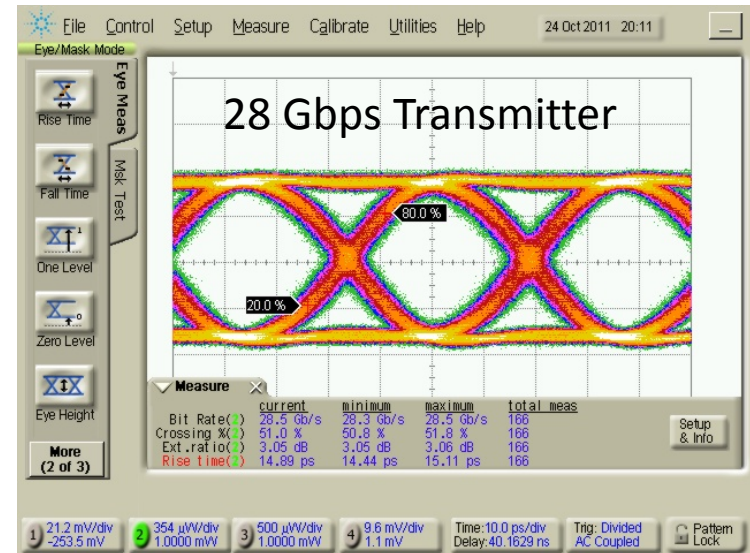 File Control Setup Measure Calibrate Utilities Help 24 Oct 2011 20:11
Eye/Mask Mode
Eye Meas
Msk Test
Rise Time
Fall Time
One Level
Zero Level
Eye Height
More
(2 of 3)
28 Gbps Transmitter
80.0 %
20.0 %
Measure
current minimum maximum total meas
Bit Rate(2) 28.5 Gb/s 28.3 Gb/s 28.5 Gb/s 166
Crossing %(2) 51.0 % 50.8 % 51.8 % 166
Ext.ratio(2) 3.05 dB 3.05 dB 3.06 dB 166
Rise time(2) 14.89 ps 14.44 ps 15.11 ps 166
Setup
& Info
1) 21.2 mV/div
-253.5 mV
2) 354 µW/div
1.0000 mW
3) 500 µW/div
1.0000 mW
4) 9.6 mV/div
1.1 mV
Time:10.0 ps/div
Delay:40.1629 ns
Trig: Divided
AC Coupled
Pattern
Lock